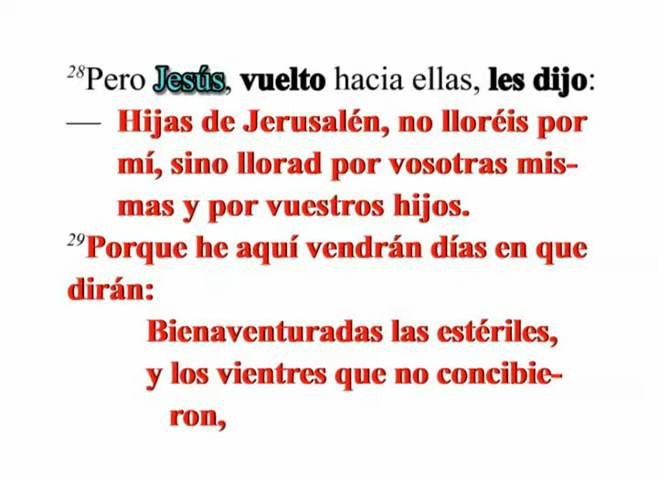 28Pero Jesús, vuelto hacia ellas, les dijo:
— Hijas de Jerusalén, no lloréis por
mí, sino llorad por vosotras mis-
mas y por vuestros hijos.
29Porque he aquí vendrán días en que
dirán:
Bienaventuradas las estériles,
y los vientres que no concibie-
ron,